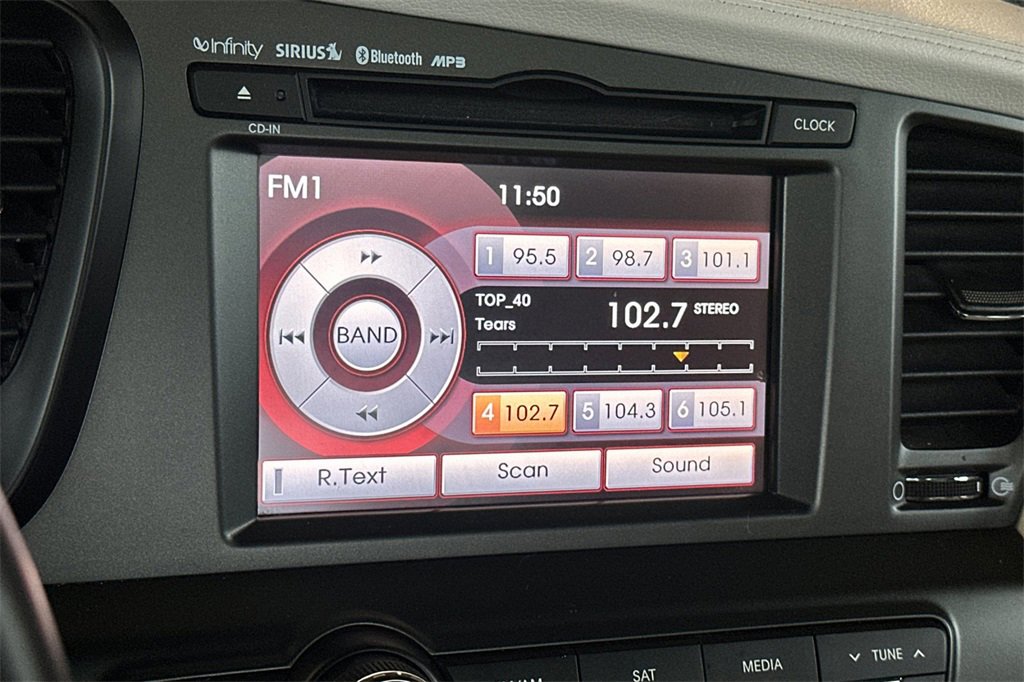 Infinity SIRIUS Bluetooth MP3
CD-IN
CLOCK
FM1
11:50
1 95.5
2 98.7
3 101.1
BAND
TOP_40
Tears
102.7 STEREO
4 102.7
5 104.3
6 105.1
R.Text
Scan
Sound
SAT
MEDIA
TUNE